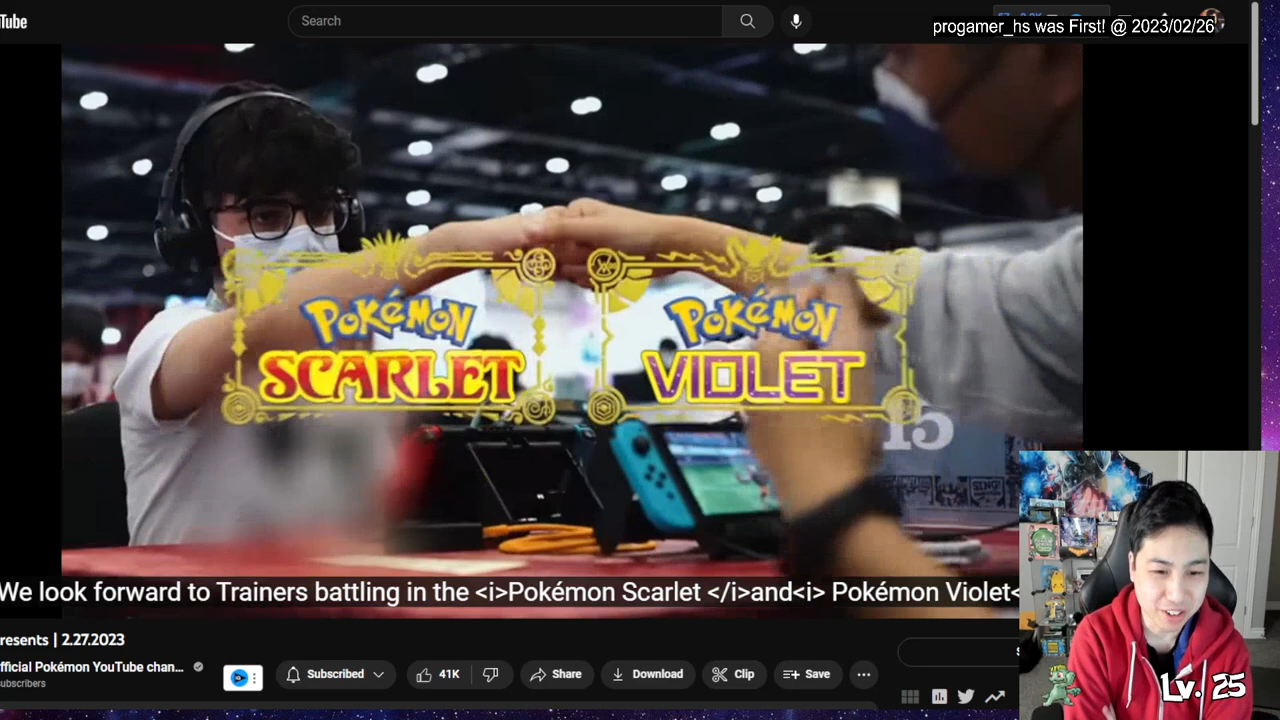 Tube
Search
progamer_hs was First! @ 2023/02/26
POKÉMON
SCARLET
POKÉMON
VIOLET
15
We look forward to Trainers battling in the <i>Pokémon Scarlet </i>and<i> Pokémon Violet<
resents | 2.27.2023
fficial Pokémon YouTube chan...
ubscribers
Subscribed
41K
Share
Download
Clip
Save
Lv. 25